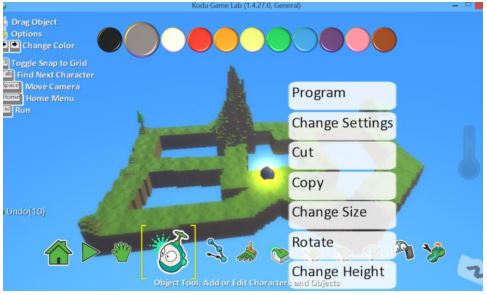 Kodu Game Lab (1.4.27.0, General)
Drag Object
Options
Change Color
Toggle Snap to Grid
Find Next Character
Space Move Camera
Home Home Menu
Run
Program
Change Settings
Cut
Copy
Change Size
Rotate
Change Height
Undo(10)
Object Tool: Add or Edit Characters and Objects